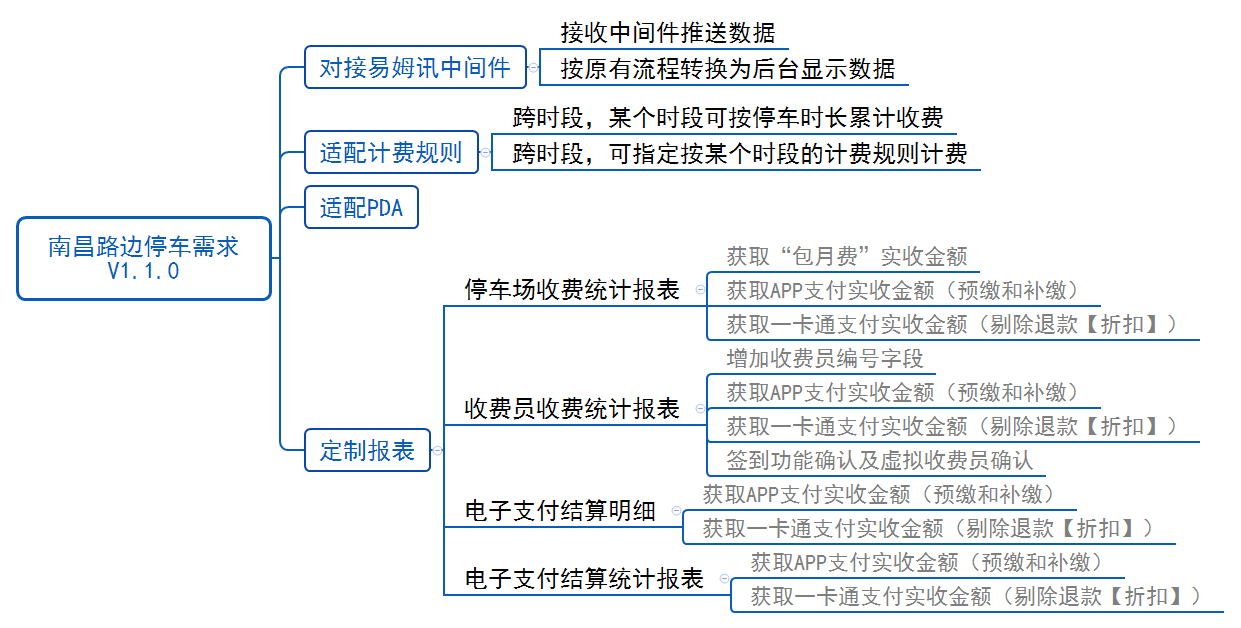 接收中间件推送数据
对接易姆讯中间件
按原有流程转换为后台显示数据
跨时段，某个时段可按停车时长累计收费
适配计费规则
跨时段，可指定按某个时段的计费规则计费
适配PDA
南昌路边停车需求
V1.1.0
获取“包月费”实收金额
停车场收费统计报表
获取APP支付实收金额（预缴和补缴）
获取一卡通支付实收金额（剔除退款【折扣】）
增加收费员编号字段
获取APP支付实收金额（预缴和补缴）
收费员收费统计报表
获取一卡通支付实收金额（剔除退款【折扣】）
定制报表
签到功能确认及虚拟收费员确认
获取APP支付实收金额（预缴和补缴）
电子支付结算明细
获取一卡通支付实收金额（剔除退款【折扣】）
获取APP支付实收金额（预缴和补缴）
电子支付结算统计报表
获取一卡通支付实收金额（剔除退款【折扣】）